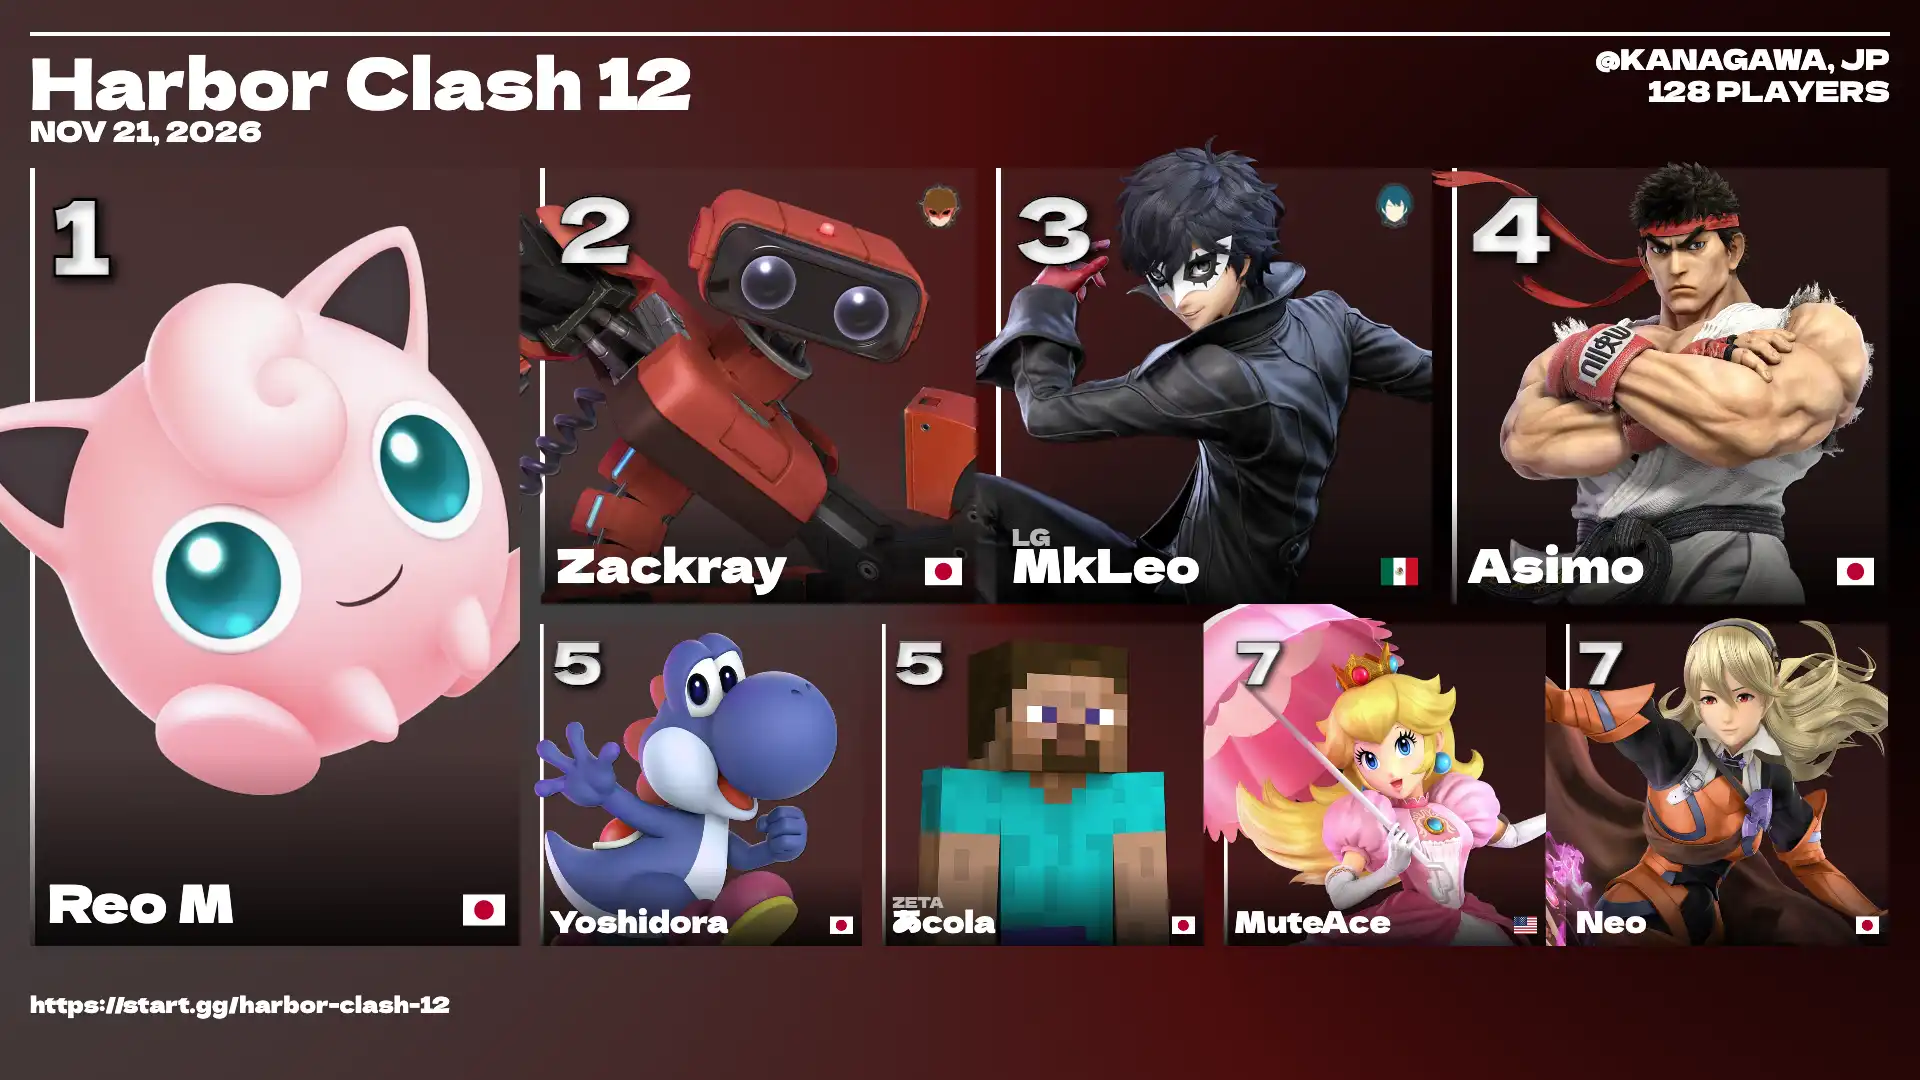 Harbor Clash 12
NOV 21, 2026
@KANAGAWA, JP
128 PLAYERS
1
Reo M
2
Zackray
3
LG
MkLeo
4
Asimo
5
Yoshidora
5
ZETA
あcola
7
MuteAce
7
Neo
https://start.gg/harbor-clash-12